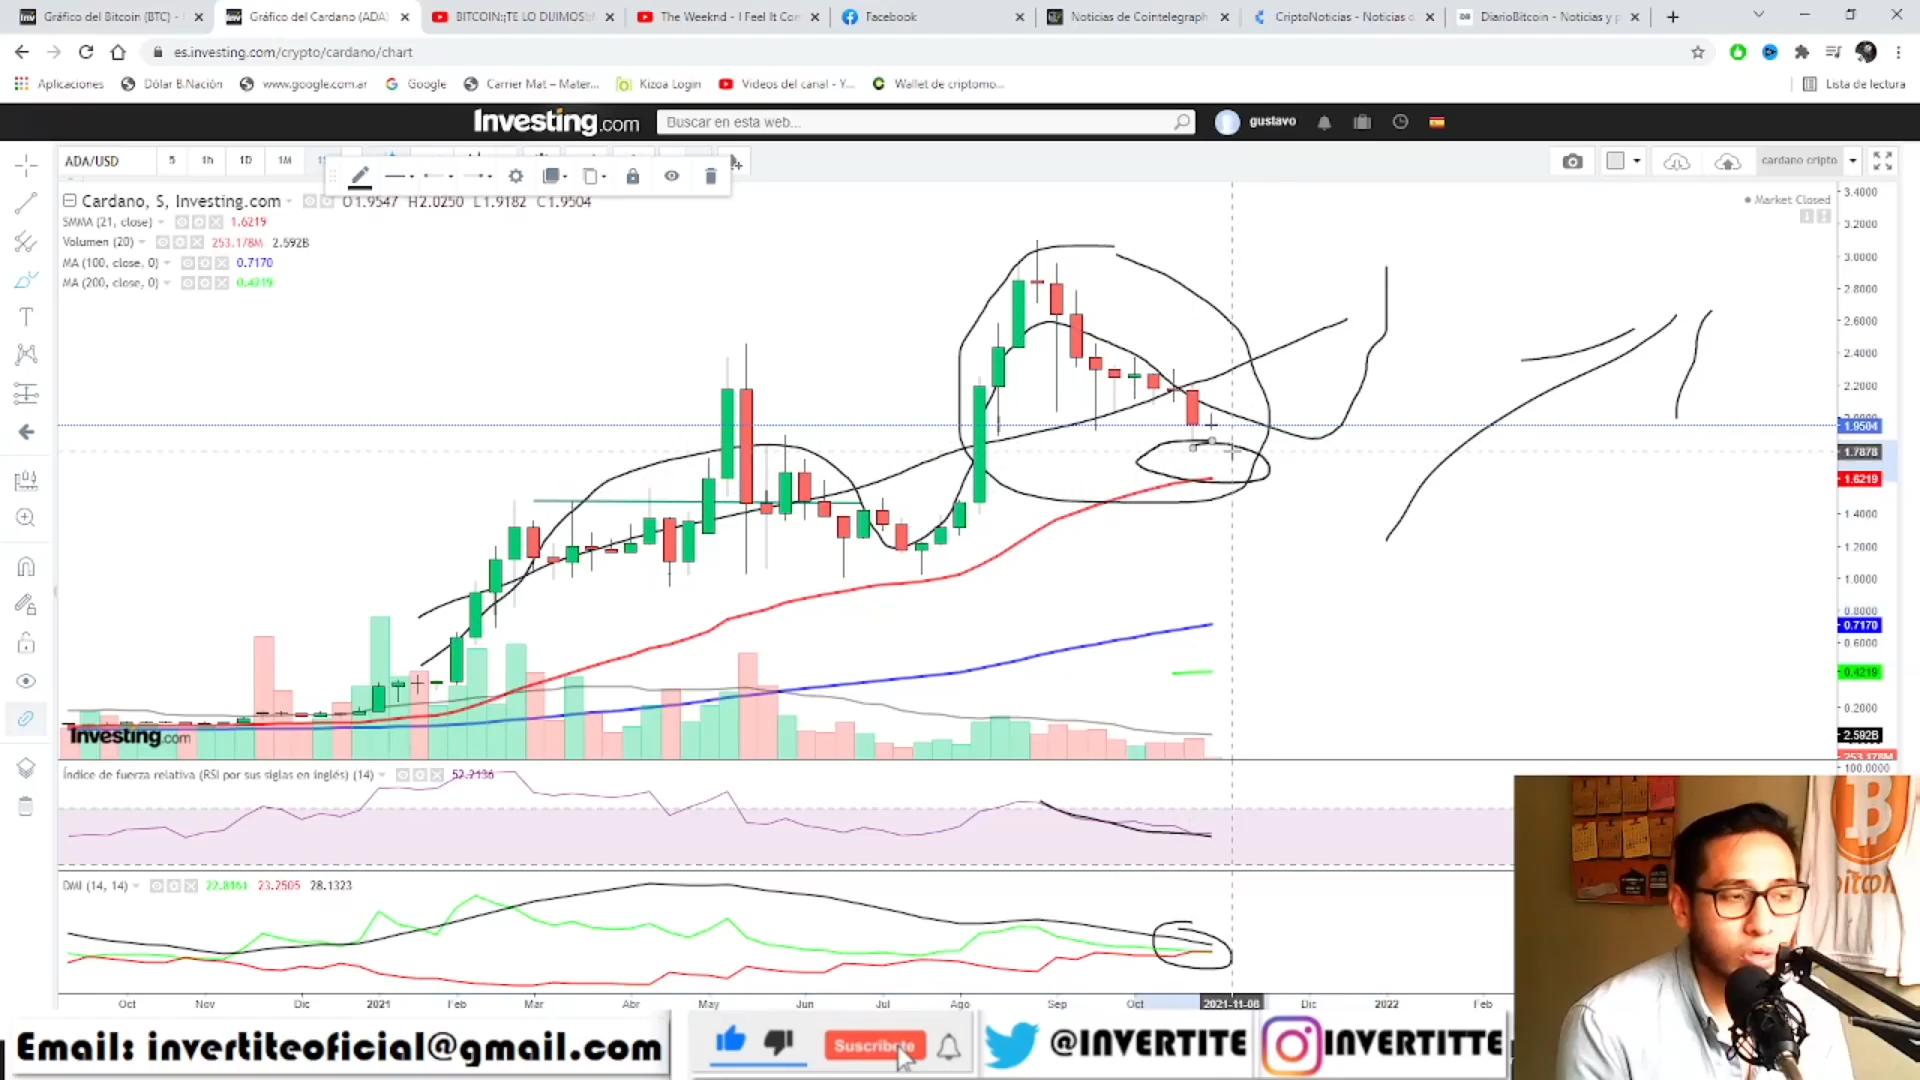 Gráfico del Bitcoin (BTC) -
Gráfico del Cardano (ADA)
BITCOIN:¡TE LO DIJIMOS!
The Weeknd - I Feel It Com
Facebook
Noticias de Cointelegraph
CriptoNoticias - Noticias d
DiarioBitcoin - Noticias y p
es.investing.com/crypto/cardano/chart
Aplicaciones
Dólar B.Nación
www.google.com.ar
Google
Carrier Mat – Mater...
Kizoa Login
Videos del canal - Y...
Wallet de criptomo...
Lista de lectura
Investing.com
Buscar en esta web...
gustavo
ADA/USD
5
1h
1D
1M
cardano cripto
Cardano, S, Investing.com
O1.9547 H2.0250 L1.9182 C1.9504
Market Closed
SMMA (21, close)
1.6219
Volumen (20)
253.178M 2.592B
MA (100, close, 0)
0.7170
MA (200, close, 0)
0.4219
3.4000
3.2000
3.0000
2.8000
2.6000
2.4000
2.2000
1.9504
1.7878
1.6219
1.4000
1.2000
1.0000
0.8000
0.7170
0.6000
0.4219
0.2000
2.592B
253.178M
100.0000
Investing.com
Índice de fuerza relativa (RSI por sus siglas en inglés) (14)
52.2136
DMI (14, 14)
22.8161 23.2505 28.1323
Oct
Nov
Dic
2021
Feb
Mar
Abr
May
Jun
Jul
Ago
Sep
Oct
2021-11-08
Dic
2022
Feb
Email: invertiteoficial@gmail.com
Suscribete
@INVERTITE
INVERTITTE